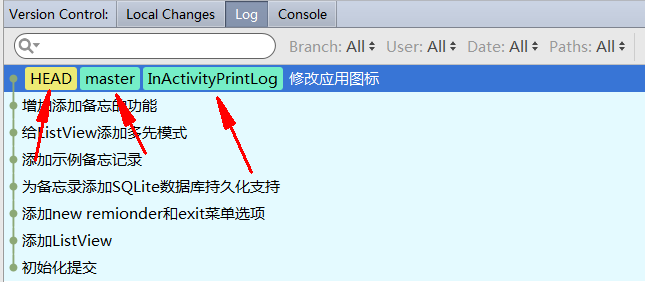 Version Control: Local Changes Log Console
Branch: All User: All Date: All Paths: All
HEAD master InActivityPrintLog 修改应用图标
增加添加备忘的功能
给ListView添加多先模式
添加示例备忘记录
为备忘录添加SQLite数据库持久化支持
添加new remionder和exit菜单选项
添加ListView
初始化提交